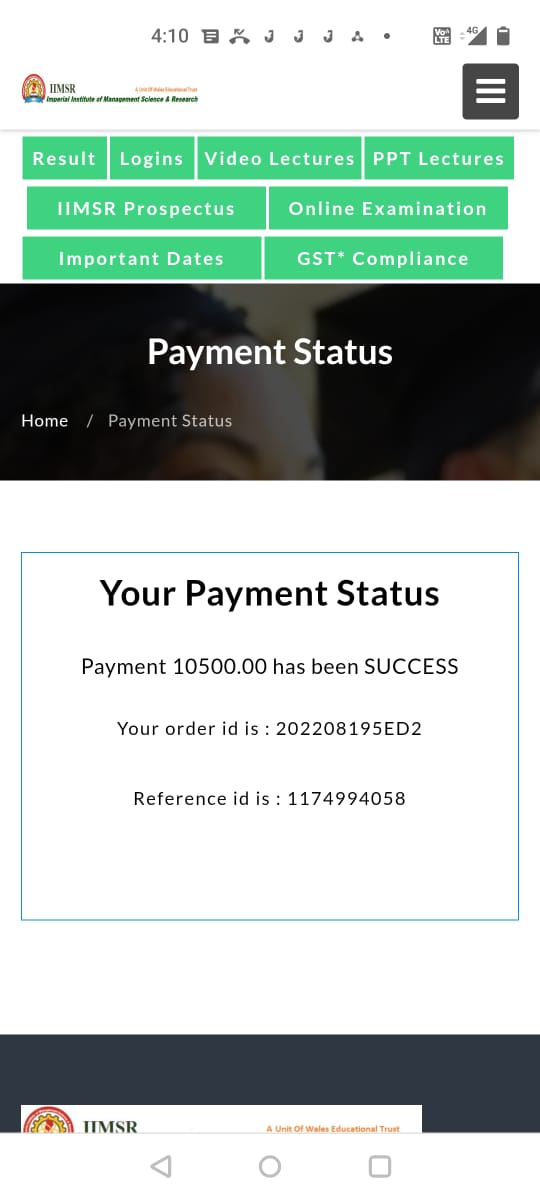 4:10
Vo)) LTE 4G
IIMSR A Unit Of Wales Educational Trust
Imperial Institute of Management Science & Research
Result Logins Video Lectures PPT Lectures
IIMSR Prospectus Online Examination
Important Dates GST* Compliance
Payment Status
Home / Payment Status
Your Payment Status
Payment 10500.00 has been SUCCESS
Your order id is : 202208195ED2
Reference id is : 1174994058
IIMSR A Unit Of Wales Educational Trust